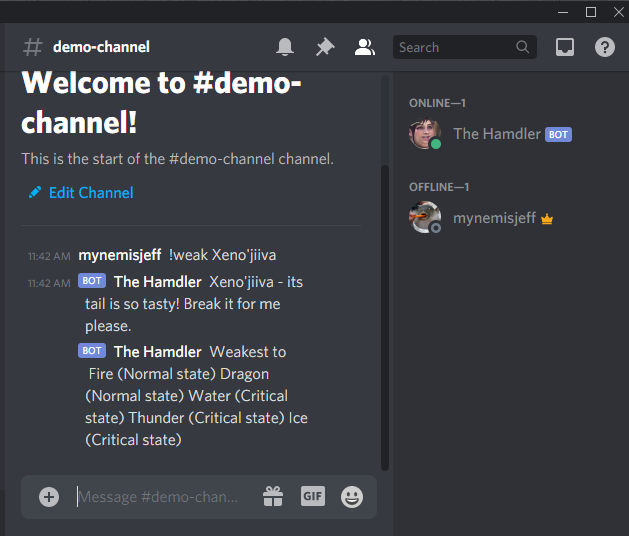 # demo-channel
Search
Welcome to #demo-
channel!
This is the start of the #demo-channel channel.
Edit Channel
11:42 AM mynemisjeff !weak Xeno'jiiva
11:42 AM BOT The Hamdler Xeno'jiiva - its
tail is so tasty! Break it for me
please.
BOT The Hamdler Weakest to
Fire (Normal state) Dragon
(Normal state) Water (Critical
state) Thunder (Critical state) Ice
(Critical state)
Message #demo-chan...
GIF
ONLINE—1
The Hamdler BOT
OFFLINE—1
mynemisjeff